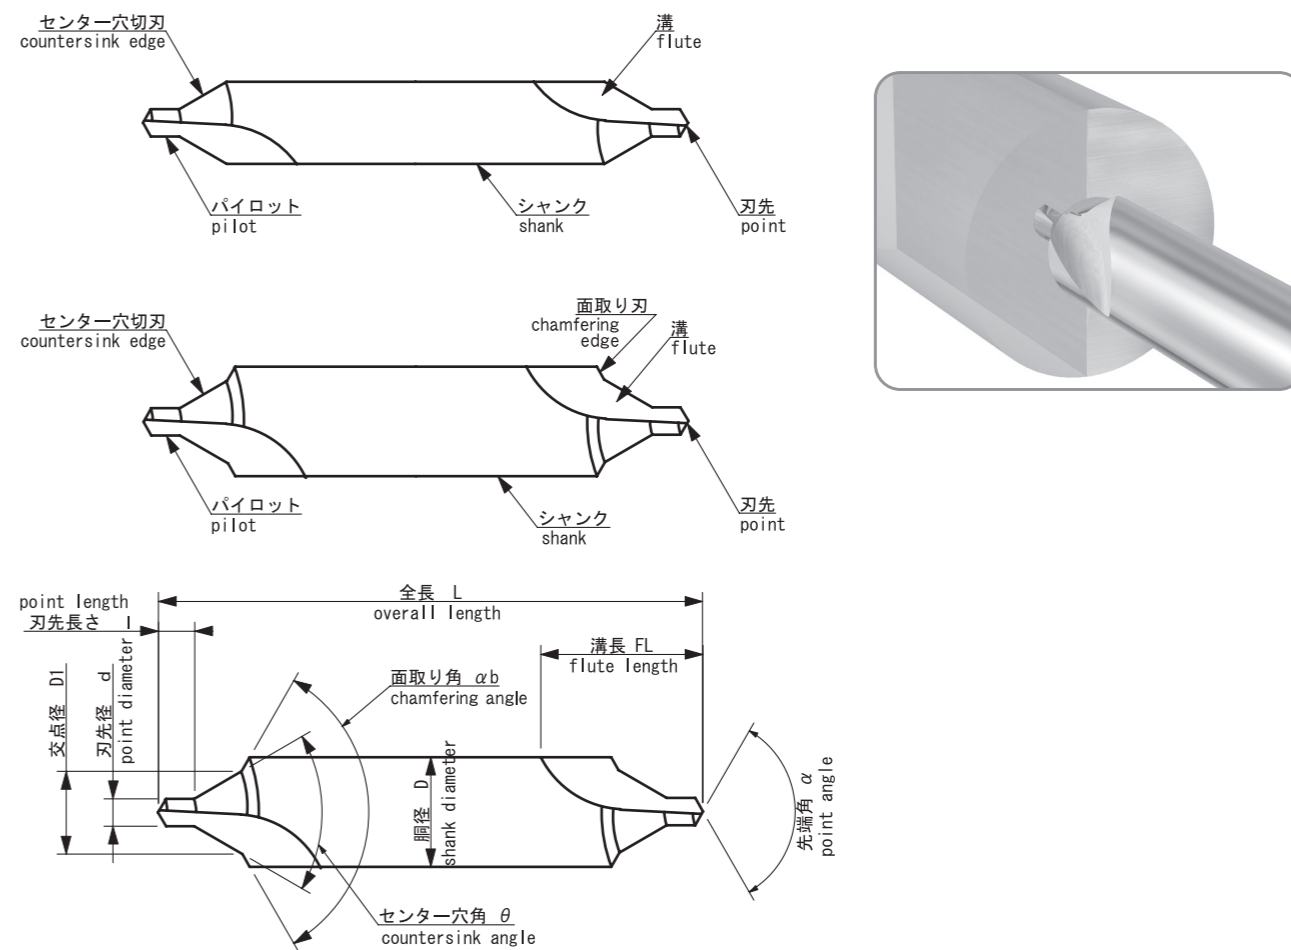 センター穴切刃
countersink edge
溝
flute
パイロット
pilot
シャンク
shank
刃先
point
センター穴切刃
countersink edge
面取り刃
chamfering
edge
溝
flute
パイロット
pilot
シャンク
shank
刃先
point
point length
刃先長さ l
全長 L
overall length
溝長 FL
flute length
面取り角 αb
chamfering angle
交点径 D1
刃先径 d
point diameter
胴径 D
shank diameter
先端角 α
point angle
センター穴角 θ
countersink angle